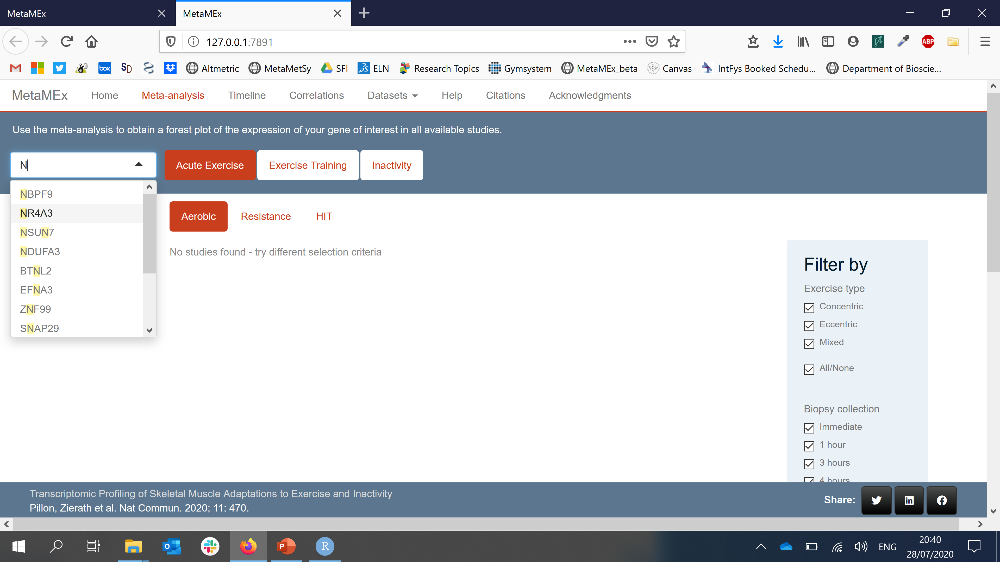 MetaMEx
MetaMEx
127.0.0.1:7891
ABP
box
SD
Altmetric
MetaMetSy
SFI
ELN
Research Topics
Gymsystem
MetaMEx_beta
Canvas
IntFys Booked Schedu...
Department of Bioscie...
MetaMEx Home Meta-analysis Timeline Correlations Datasets Help Citations Acknowledgments
Use the meta-analysis to obtain a forest plot of the expression of your gene of interest in all available studies.
N
Acute Exercise Exercise Training Inactivity
NBPF9
NR4A3
NSUN7
NDUFA3
BTNL2
EFNA3
ZNF99
SNAP29
Aerobic Resistance HIT
No studies found - try different selection criteria
Filter by
Exercise type
Concentric
Eccentric
Mixed
All/None
Biopsy collection
Immediate
1 hour
3 hours
4 hours
Transcriptomic Profiling of Skeletal Muscle Adaptations to Exercise and Inactivity
Pillon, Zierath et al. Nat Commun. 2020; 11: 470.
Share:
in
O
P
R
ENG
20:40
28/07/2020